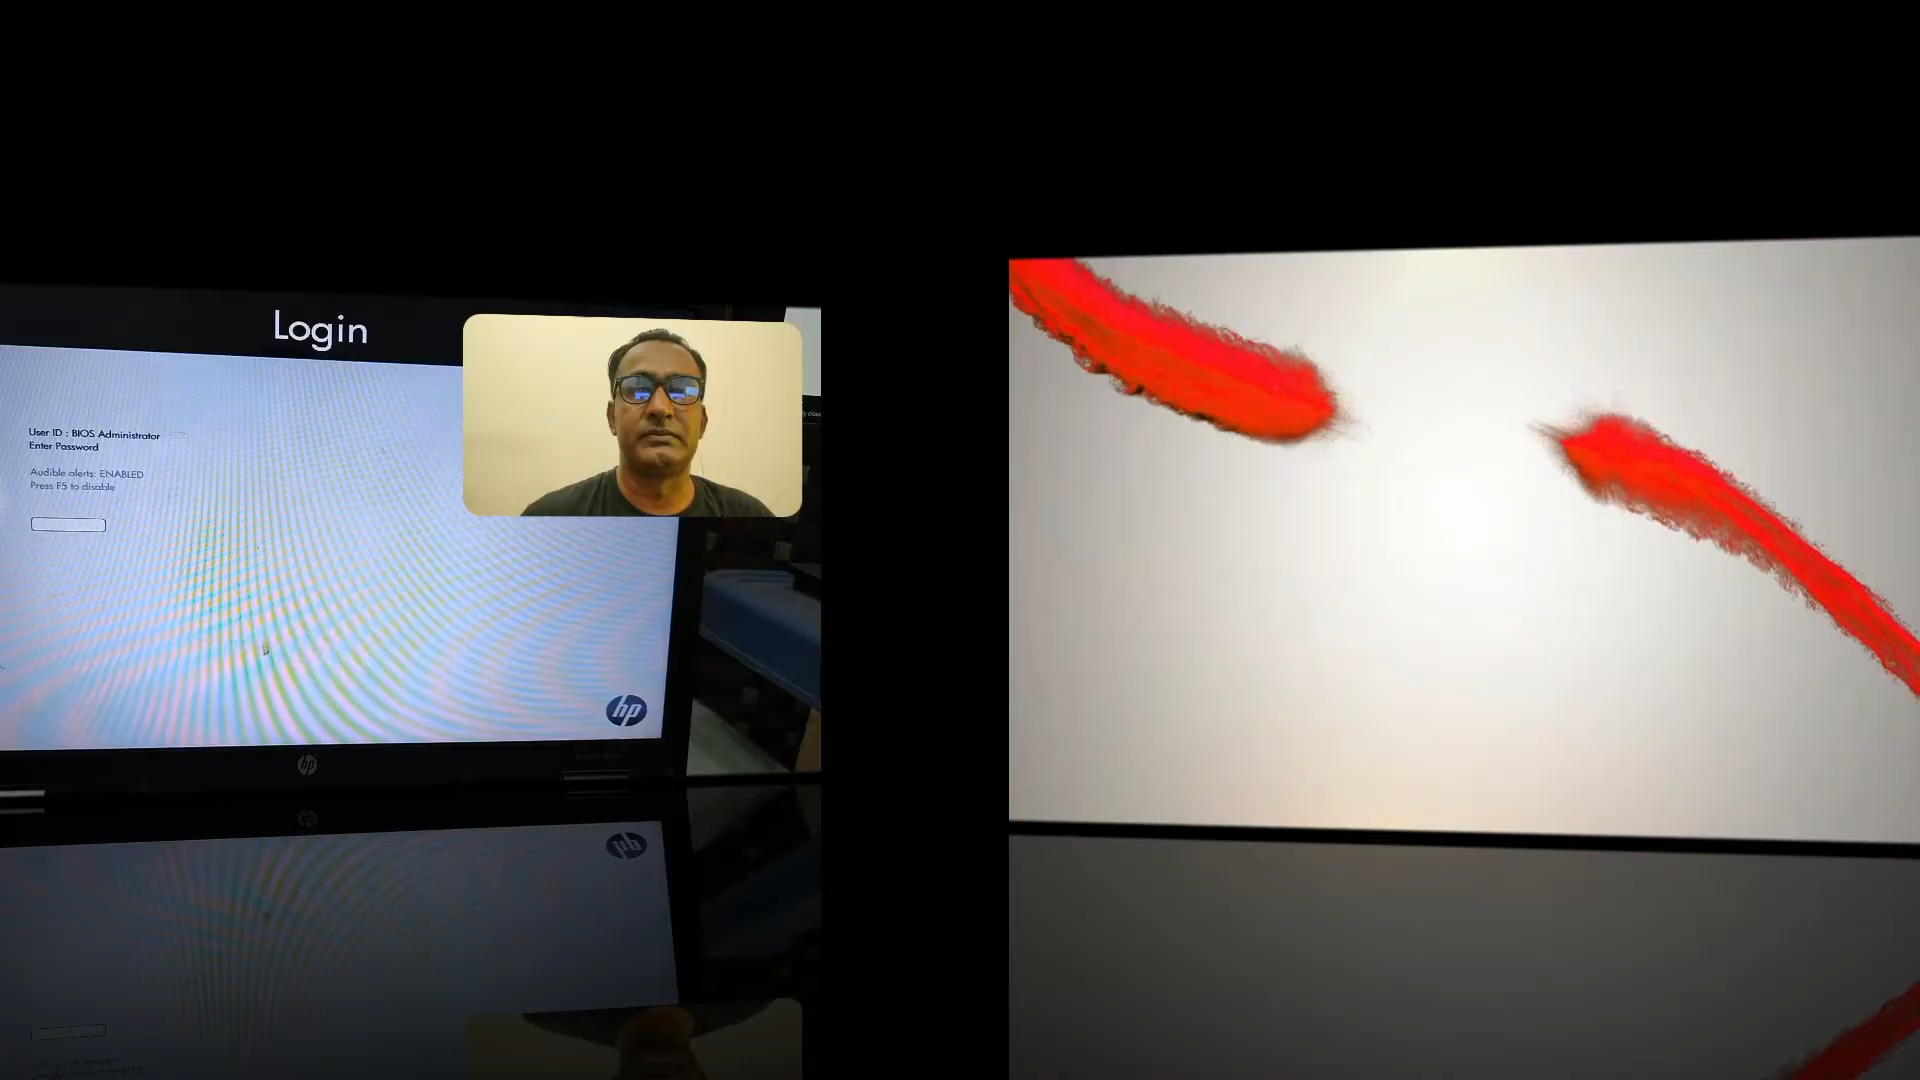 Login
User ID : BIOS Administrator
Enter Password
Audible alerts: ENABLED
Press F5 to disable
hp
hp